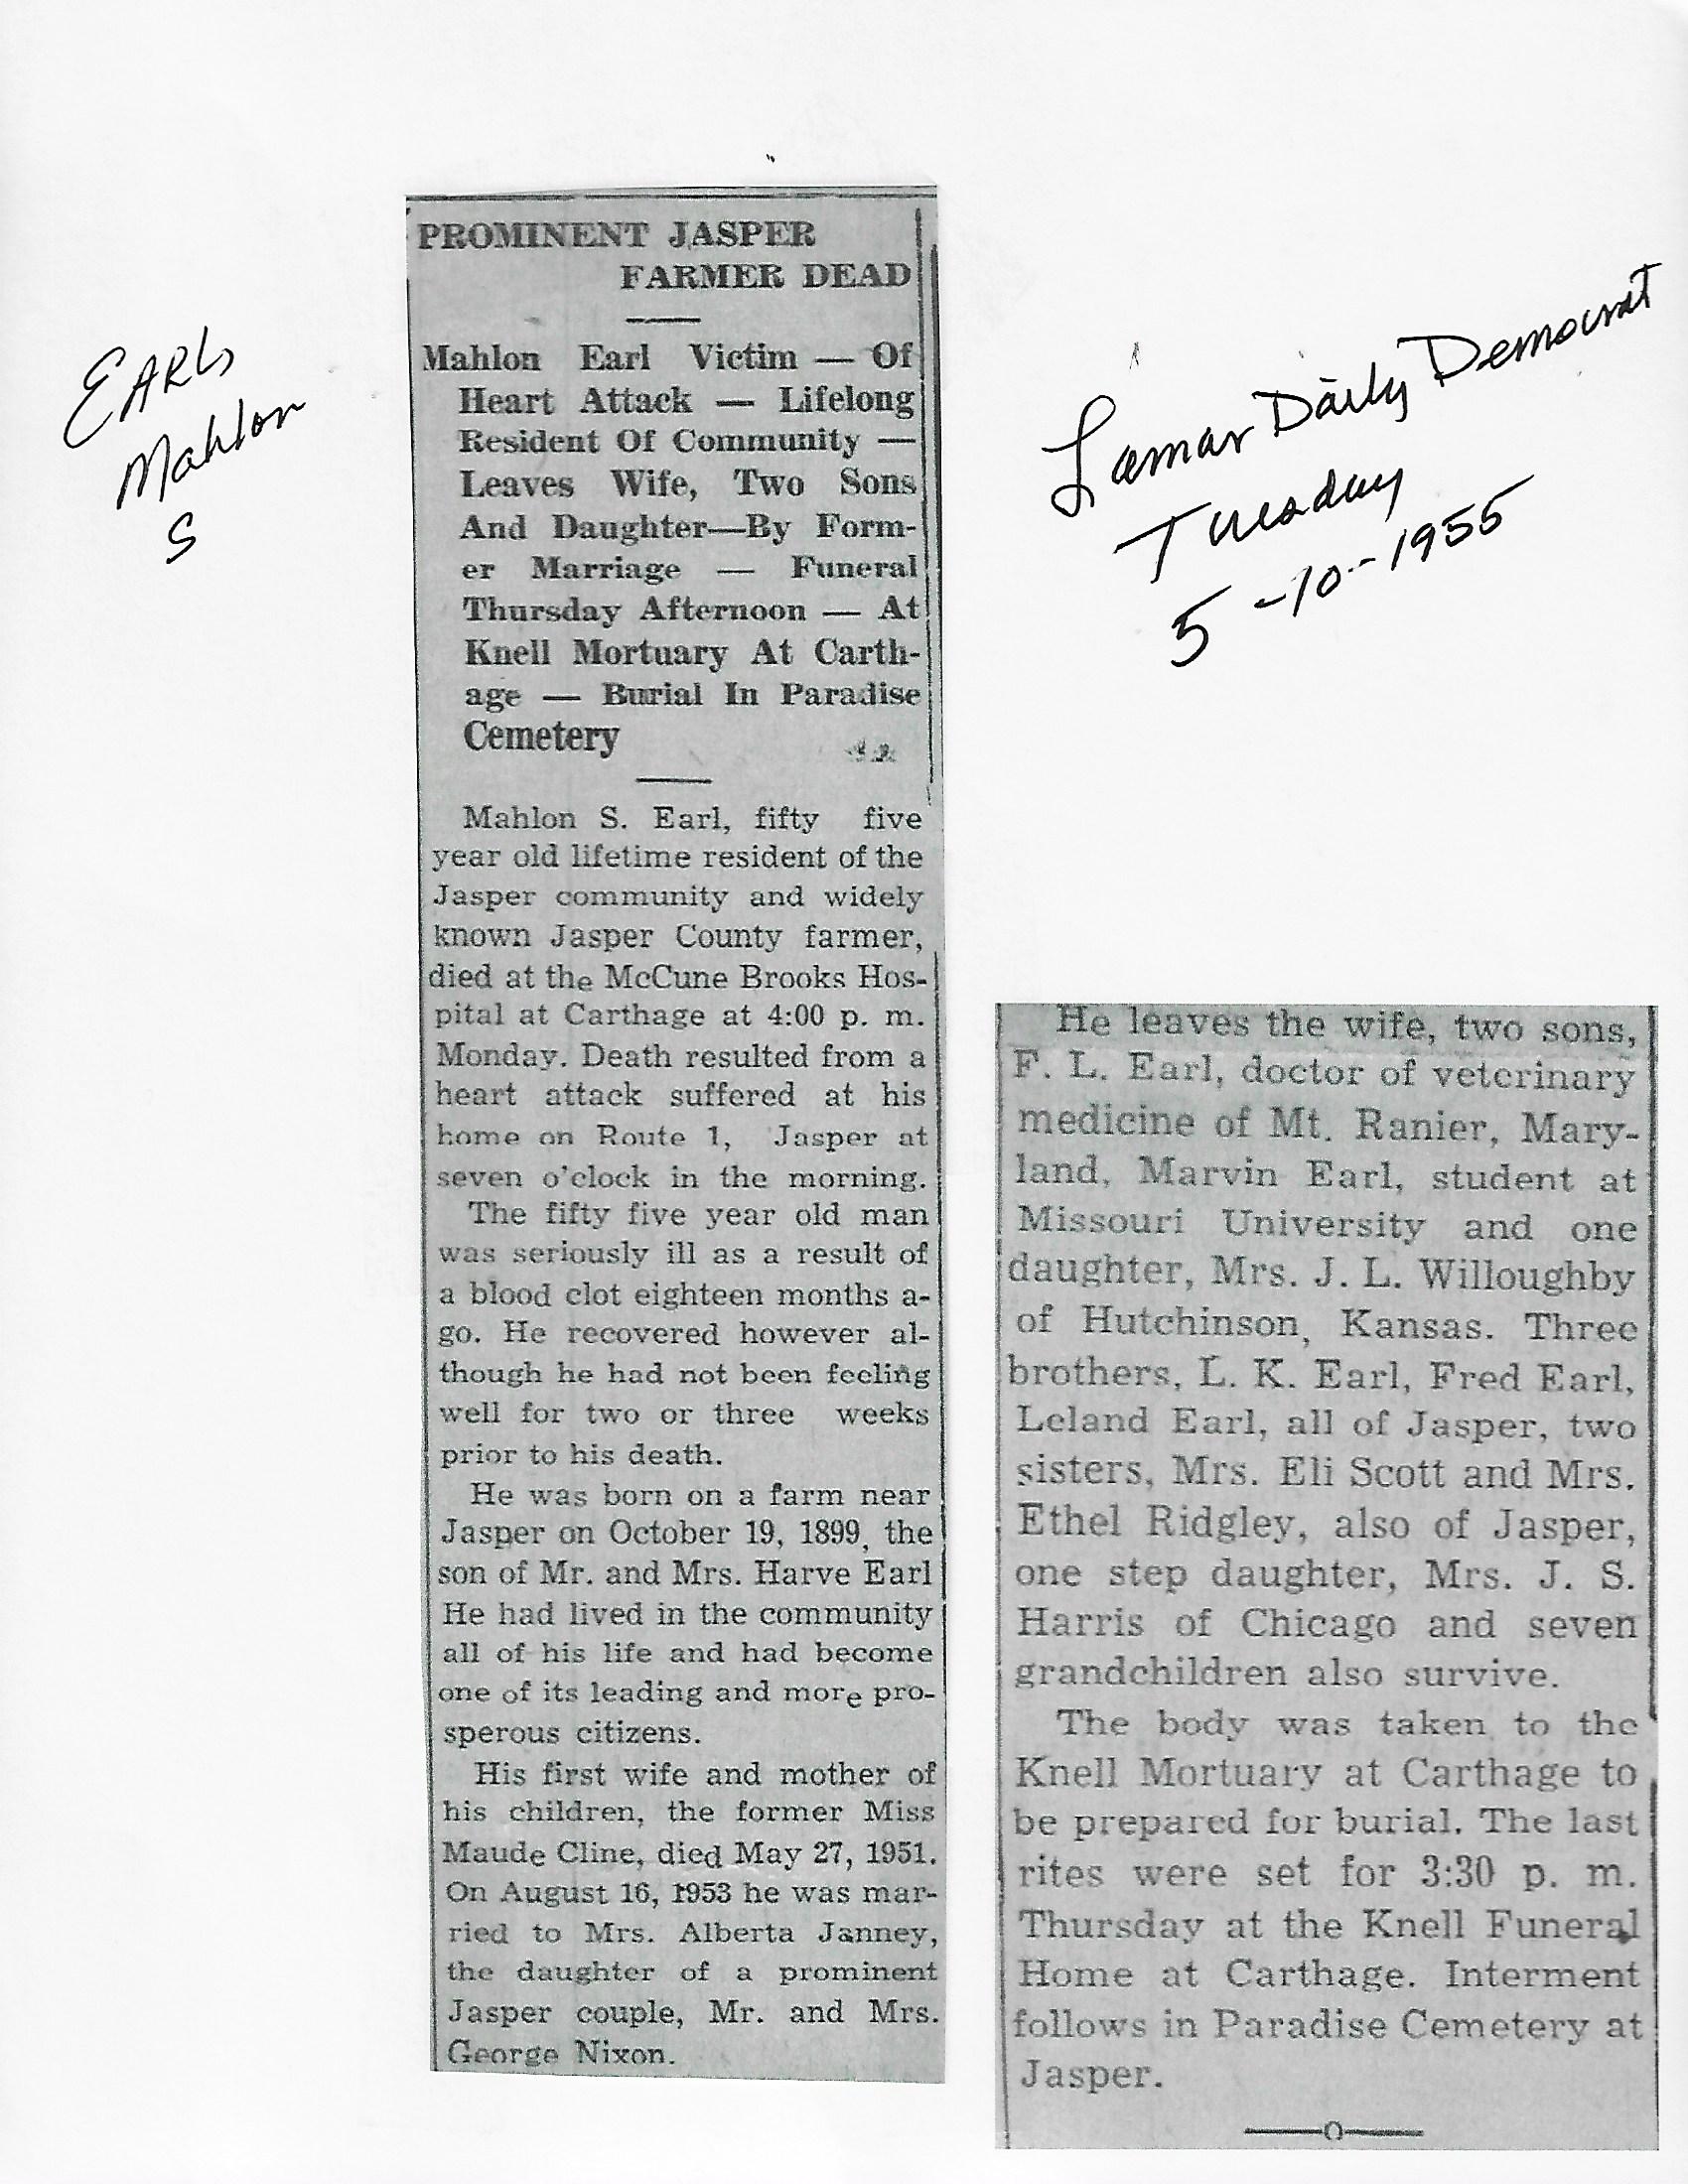 EARL,
Mahlon
S
Lamar Daily Democrat
Tuesday
5-10-1955
PROMINENT JASPER
FARMER DEAD
Mahlon Earl Victim — Of
Heart Attack — Lifelong
Resident Of Community —
Leaves Wife, Two Sons
And Daughter—By Form-
er Marriage — Funeral
Thursday Afternoon — At
Knell Mortuary At Carth-
age — Burial In Paradise
Cemetery
Mahlon S. Earl, fifty five
year old lifetime resident of the
Jasper community and widely
known Jasper County farmer,
died at the McCune Brooks Hos-
pital at Carthage at 4:00 p. m.
Monday. Death resulted from a
heart attack suffered at his
home on Route 1, Jasper at
seven o'clock in the morning.
The fifty five year old man
was seriously ill as a result of
a blood clot eighteen months a-
go. He recovered however al-
though he had not been feeling
well for two or three weeks
prior to his death.
He was born on a farm near
Jasper on October 19, 1899, the
son of Mr. and Mrs. Harve Earl
He had lived in the community
all of his life and had become
one of its leading and more pro-
sperous citizens.
His first wife and mother of
his children, the former Miss
Maude Cline, died May 27, 1951.
On August 16, 1953 he was mar-
ried to Mrs. Alberta Janney,
the daughter of a prominent
Jasper couple, Mr. and Mrs.
George Nixon.
He leaves the wife, two sons,
F. L. Earl, doctor of veterinary
medicine of Mt. Ranier, Mary-
land, Marvin Earl, student at
Missouri University and one
daughter, Mrs. J. L. Willoughby
of Hutchinson, Kansas. Three
brothers, L. K. Earl, Fred Earl,
Leland Earl, all of Jasper, two
sisters, Mrs. Eli Scott and Mrs.
Ethel Ridgley, also of Jasper,
one step daughter, Mrs. J. S.
Harris of Chicago and seven
grandchildren also survive.
The body was taken to the
Knell Mortuary at Carthage to
be prepared for burial. The last
rites were set for 3:30 p. m.
Thursday at the Knell Funeral
Home at Carthage. Interment
follows in Paradise Cemetery at
Jasper.